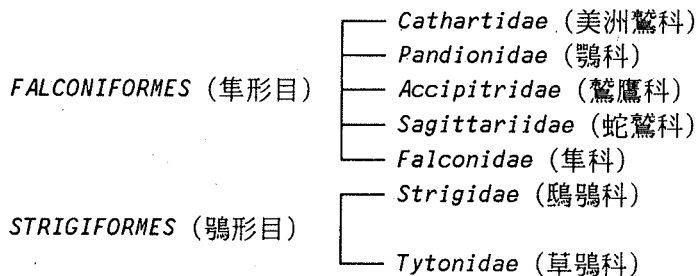 Cathartidae (美洲鷲科)
Pandionidae (鶚科)
FALCONIFORMES (隼形目)
Accipitridae (鷲鷹科)
Sagittariidae (蛇鷲科)
Falconidae (隼科)
Strigidae (鴟鴞科)
STRIGIFORMES (鴞形目)
Tytonidae (草鴞科)